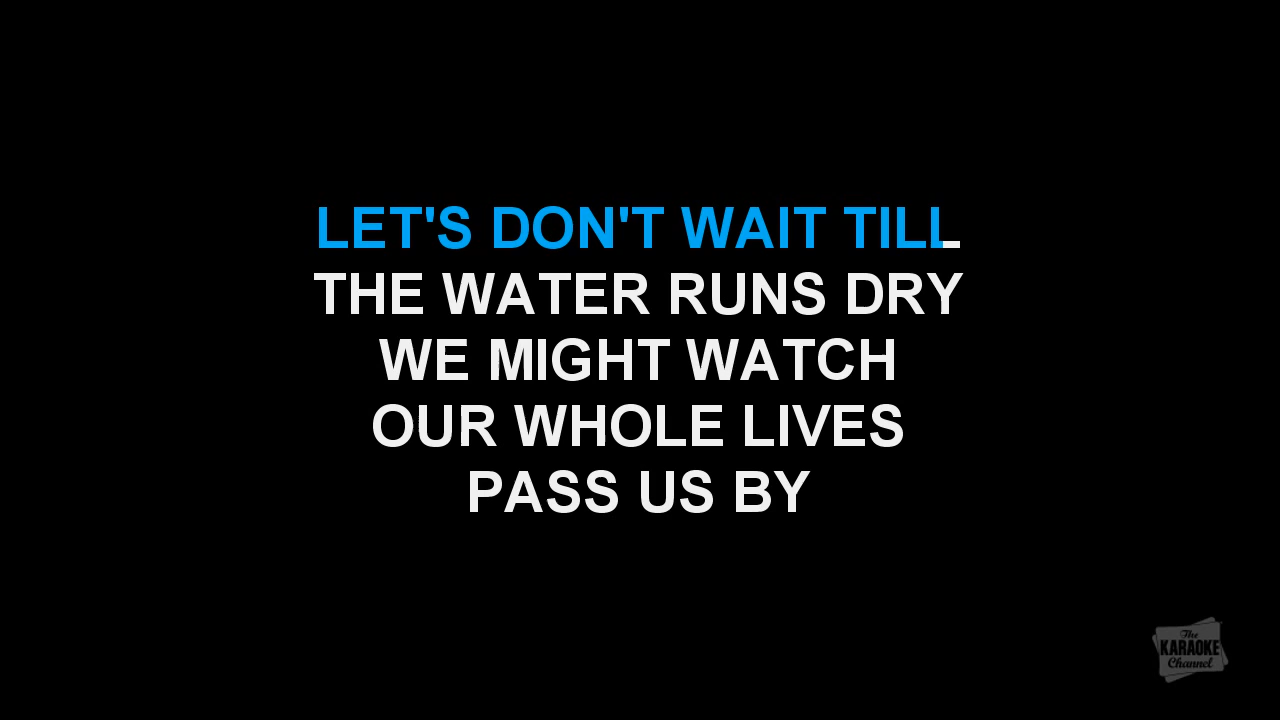 LET'S DON'T WAIT TILL
THE WATER RUNS DRY
WE MIGHT WATCH
OUR WHOLE LIVES
PASS US BY
The
KARAOKE
Channel